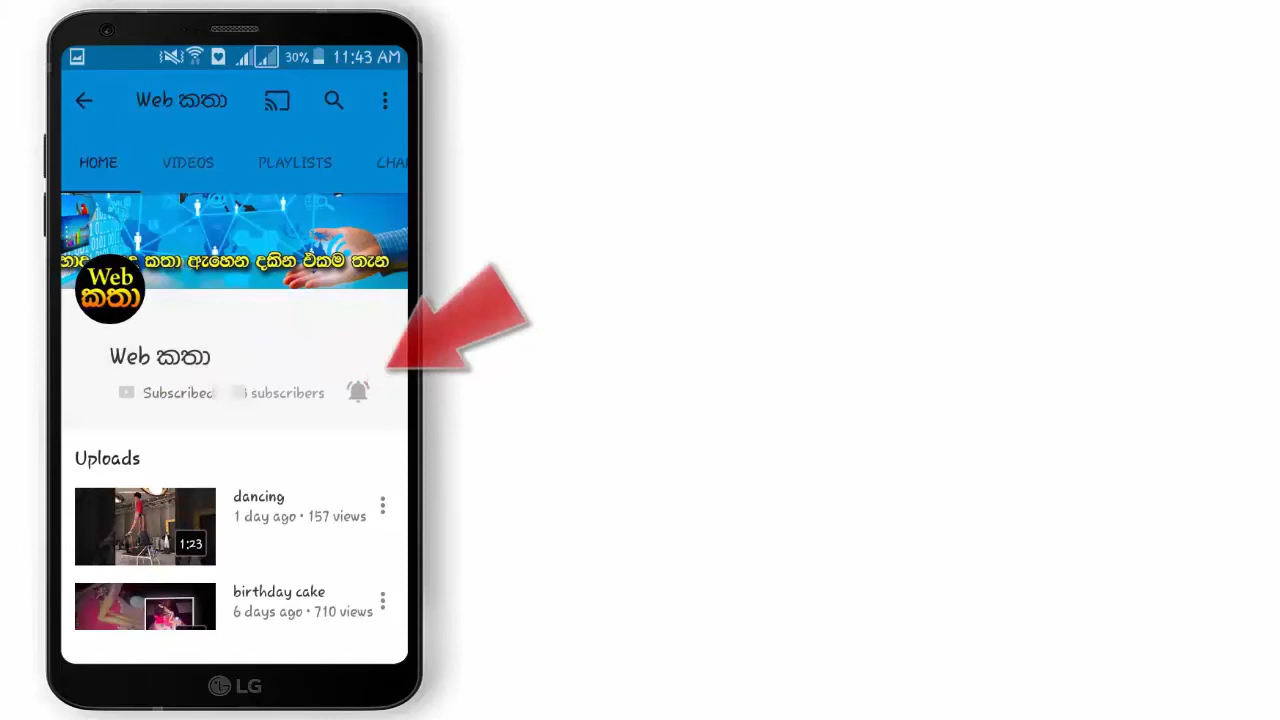 30% 11:43 AM
Web කතා
HOME VIDEOS PLAYLISTS
කතා ඇහෙන දකින එකම තැන
Web
කතා
Web කතා
Subscribed subscribers
Uploads
dancing
1 day ago • 157 views
1:23
birthday cake
6 days ago • 710 views
LG